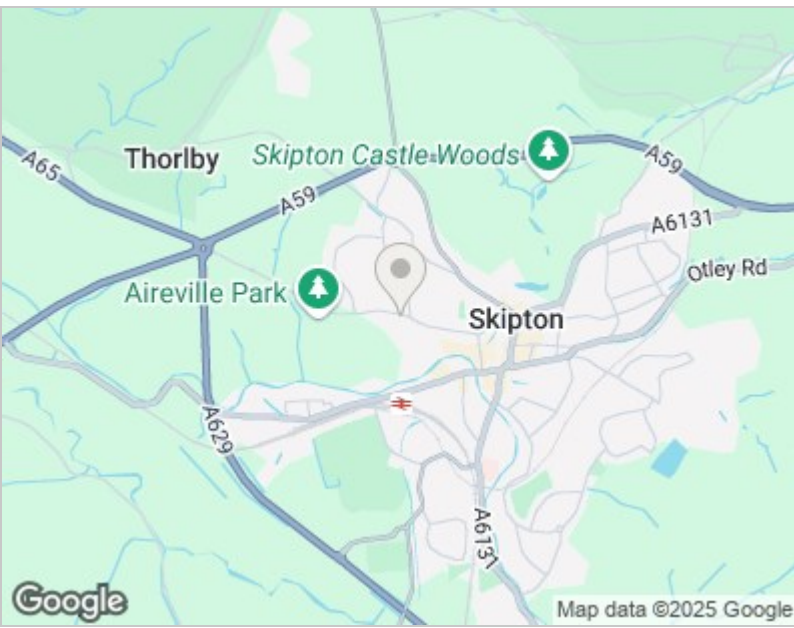 A65
Thorlby
Skipton Castle Woods
A59
A59
A6131
Otley Rd
Aireville Park
Skipton
A629
A6131
Google
Map data ©2025 Google